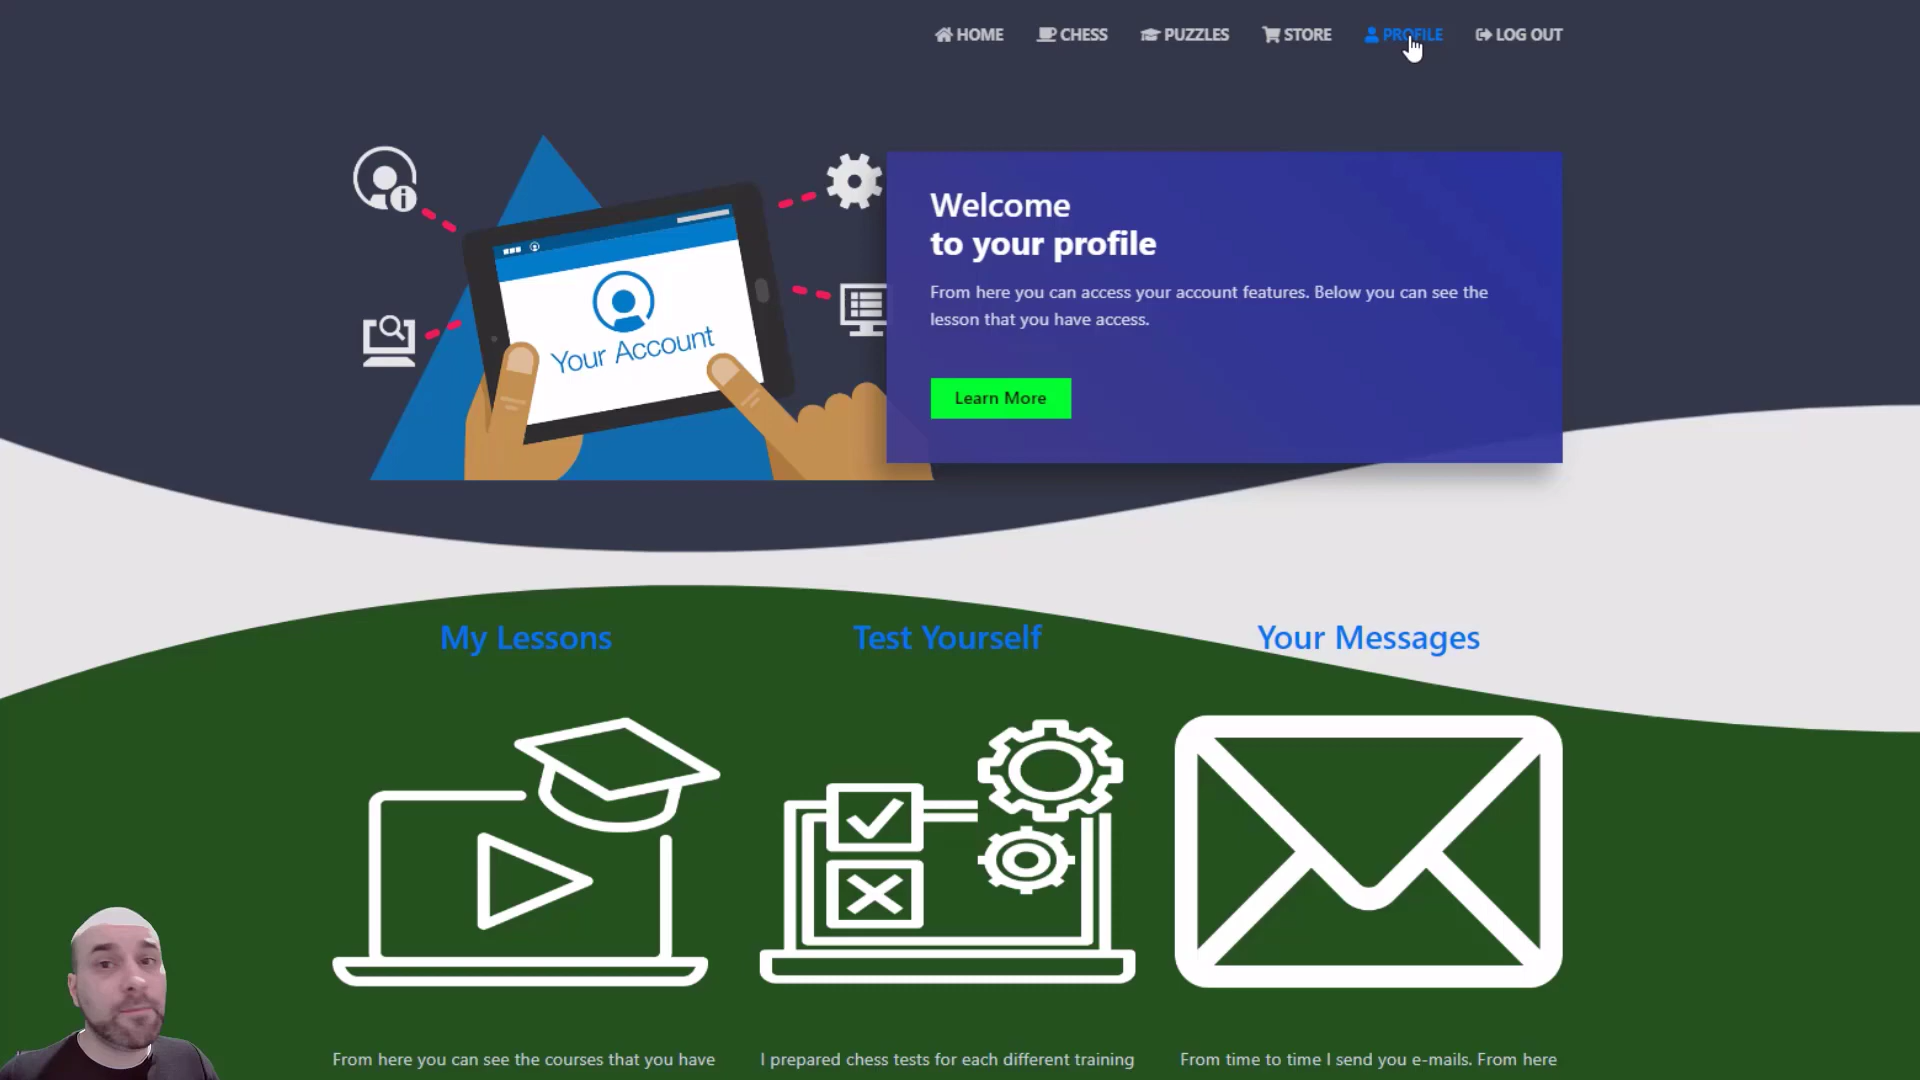 HOME CHESS PUZZLES STORE PROFILE LOG OUT
Your Account
Welcome
to your profile
From here you can access your account features. Below you can see the
lesson that you have access.
Learn More
My Lessons
Test Yourself
Your Messages
From here you can see the courses that you have
I prepared chess tests for each different training
From time to time I send you e-mails. From here